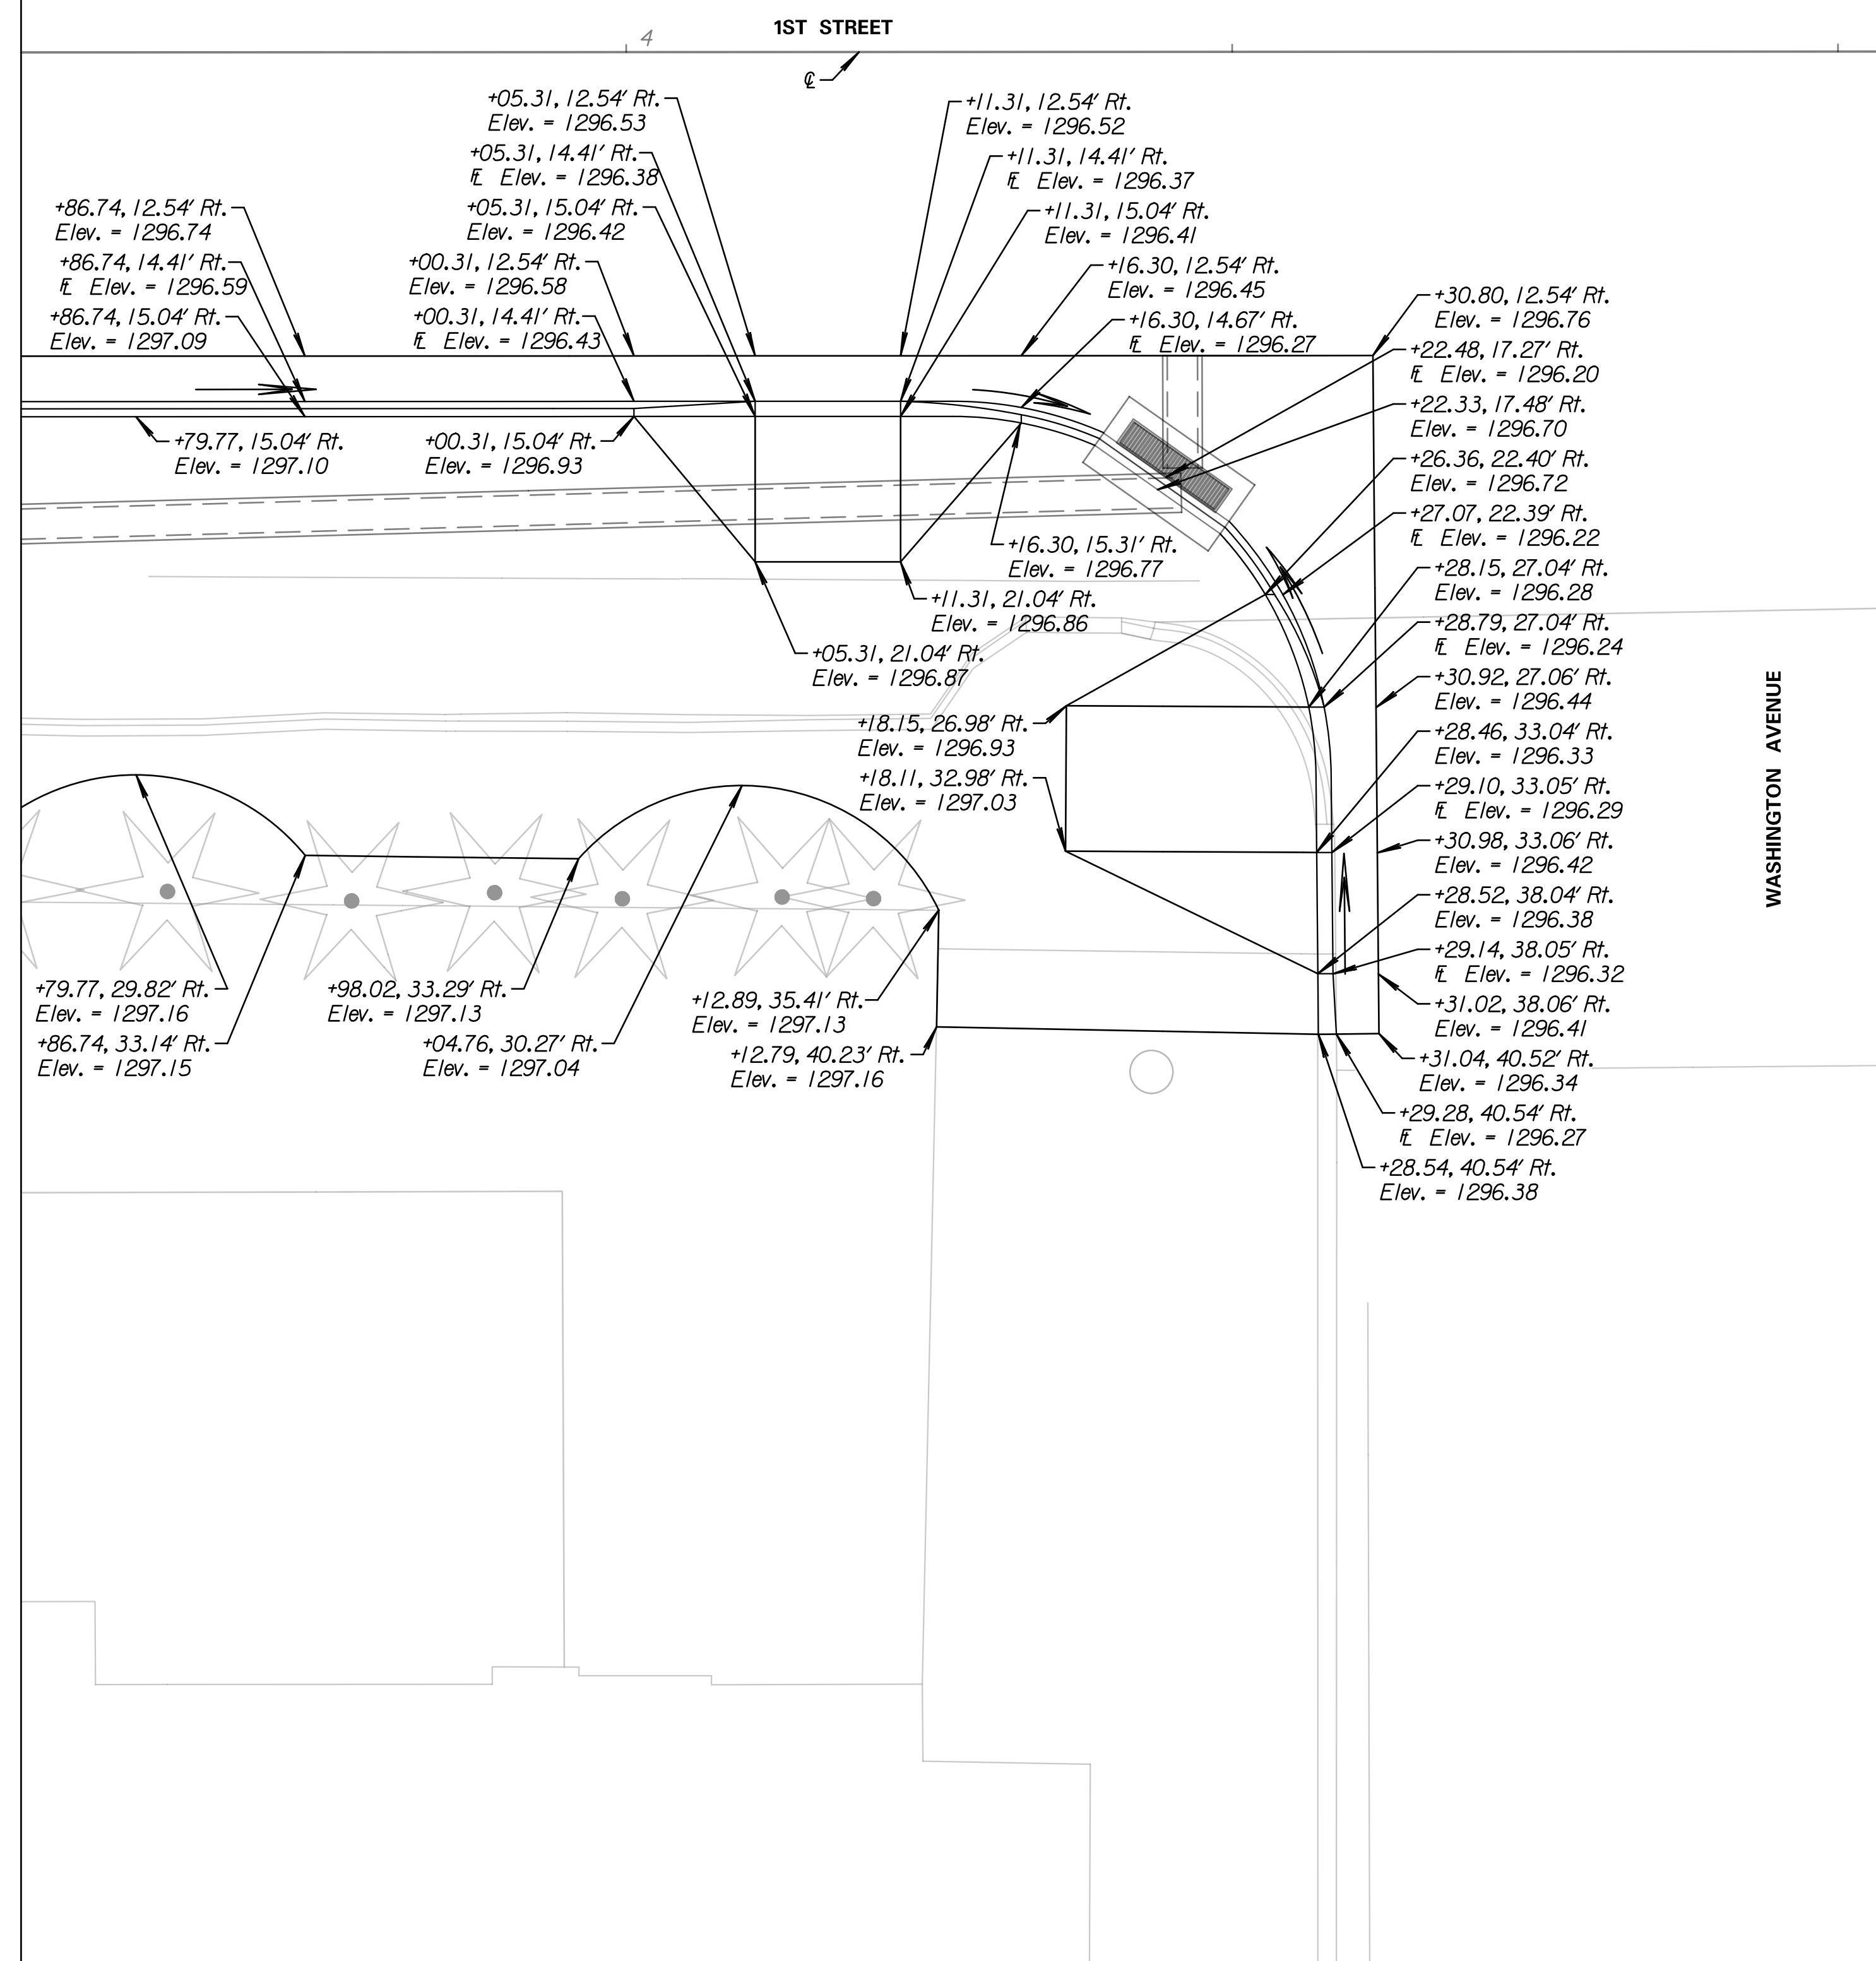 1ST STREET
4
℄
+05.31, 12.54' Rt.
Elev. = 1296.53
+05.31, 14.41' Rt.
FL Elev. = 1296.38
+05.31, 15.04' Rt.
Elev. = 1296.42
+00.31, 12.54' Rt.
Elev. = 1296.58
+00.31, 14.41' Rt.
FL Elev. = 1296.43
+86.74, 12.54' Rt.
Elev. = 1296.74
+86.74, 14.41' Rt.
FL Elev. = 1296.59
+86.74, 15.04' Rt.
Elev. = 1297.09
+79.77, 15.04' Rt.
Elev. = 1297.10
+00.31, 15.04' Rt.
Elev. = 1296.93
+11.31, 12.54' Rt.
Elev. = 1296.52
+11.31, 14.41' Rt.
FL Elev. = 1296.37
+11.31, 15.04' Rt.
Elev. = 1296.41
+16.30, 12.54' Rt.
Elev. = 1296.45
+16.30, 14.67' Rt.
FL Elev. = 1296.27
+30.80, 12.54' Rt.
Elev. = 1296.76
+22.48, 17.27' Rt.
FL Elev. = 1296.20
+22.33, 17.48' Rt.
Elev. = 1296.70
+26.36, 22.40' Rt.
Elev. = 1296.72
+27.07, 22.39' Rt.
FL Elev. = 1296.22
+28.15, 27.04' Rt.
Elev. = 1296.28
+28.79, 27.04' Rt.
FL Elev. = 1296.24
+30.92, 27.06' Rt.
Elev. = 1296.44
+28.46, 33.04' Rt.
Elev. = 1296.33
+29.10, 33.05' Rt.
FL Elev. = 1296.29
+30.98, 33.06' Rt.
Elev. = 1296.42
+28.52, 38.04' Rt.
Elev. = 1296.38
+29.14, 38.05' Rt.
FL Elev. = 1296.32
+31.02, 38.06' Rt.
Elev. = 1296.41
+31.04, 40.52' Rt.
Elev. = 1296.34
+29.28, 40.54' Rt.
FL Elev. = 1296.27
+28.54, 40.54' Rt.
Elev. = 1296.38
+16.30, 15.31' Rt.
Elev. = 1296.77
+11.31, 21.04' Rt.
Elev. = 1296.86
+05.31, 21.04' Rt.
Elev. = 1296.87
+18.15, 26.98' Rt.
Elev. = 1296.93
+18.11, 32.98' Rt.
Elev. = 1297.03
+79.77, 29.82' Rt.
Elev. = 1297.16
+86.74, 33.14' Rt.
Elev. = 1297.15
+98.02, 33.29' Rt.
Elev. = 1297.13
+04.76, 30.27' Rt.
Elev. = 1297.04
+12.89, 35.41' Rt.
Elev. = 1297.13
+12.79, 40.23' Rt.
Elev. = 1297.16
WASHINGTON AVENUE